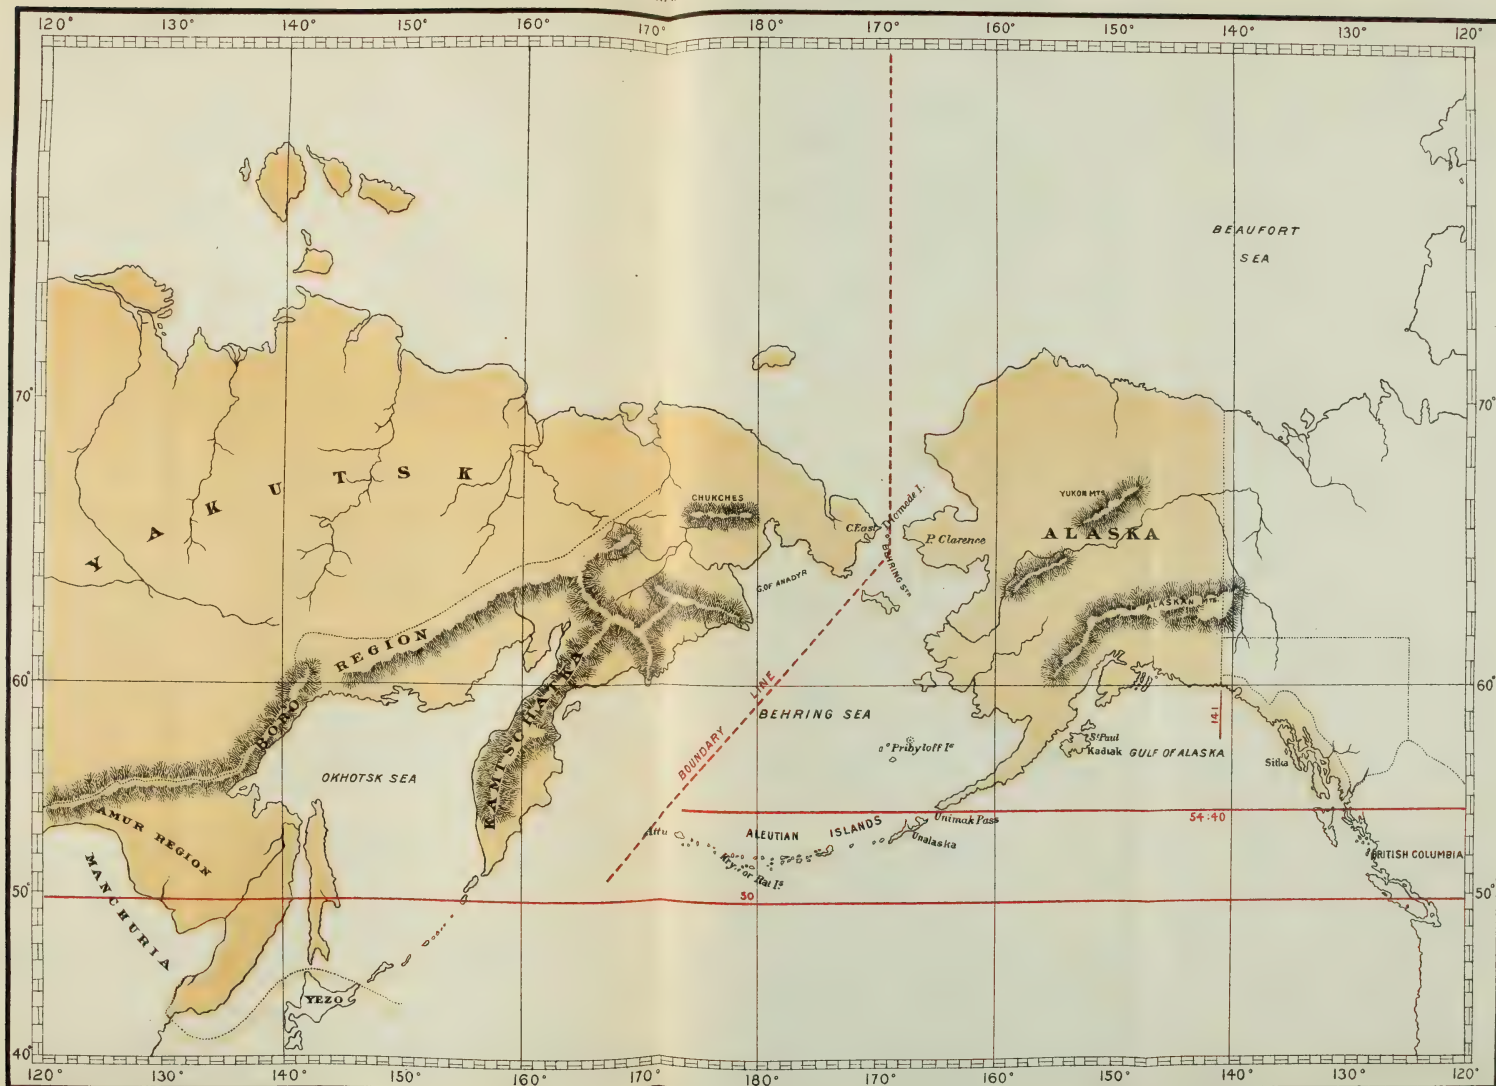 120° 130° 140° 150° 160° 170° 180° 170° 160° 150° 140° 130° 120°
BEAUFORT
SEA
70° 70°
YAKUTSK
CHUKCHES
YUKON MTS.
C. East
Diomede I.
P. Clarence
ALASKA
BEHRING STR.
G. OF ANADYR
ALASKAN MTS.
BORO REGION
KAMTSCHATKA
60° 60°
BOUNDARY LINE
BEHRING SEA
141
St Paul
Kadiak
GULF OF ALASKA
Pribyloff Is
Sitka
OKHOTSK SEA
54:40
AMUR REGION
Attu
ALEUTIAN ISLANDS
Unimak Pass
Unalaska
Kry. or Rat Is
BRITISH COLUMBIA
MANCHURIA
50° 50 50°
YEZO
40°
120° 130° 140° 150° 160° 170° 180° 170° 160° 150° 140° 130° 120°